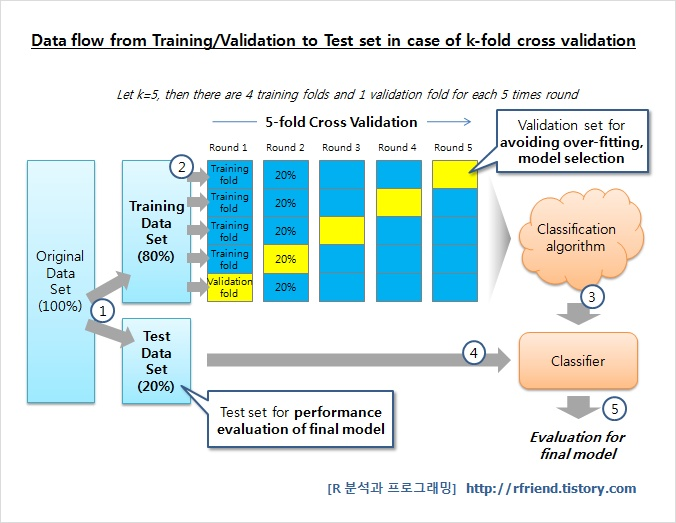 Data flow from Training/Validation to Test set in case of k-fold cross validation
Let k=5, then there are 4 training folds and 1 validation fold for each 5 times round
5-fold Cross Validation
Round 1 Round 2 Round 3 Round 4 Round 5
Validation set for
avoiding over-fitting,
model selection
Original
Data
Set
(100%)
1
2
Training
Data
Set
(80%)
Training
fold
Training
fold
Training
fold
Training
fold
Validation
fold
20%
20%
20%
20%
20%
Classification
algorithm
3
Test
Data
Set
(20%)
4
Classifier
Test set for performance
evaluation of final model
5
Evaluation for
final model
[R 분석과 프로그래밍] http://rfriend.tistory.com